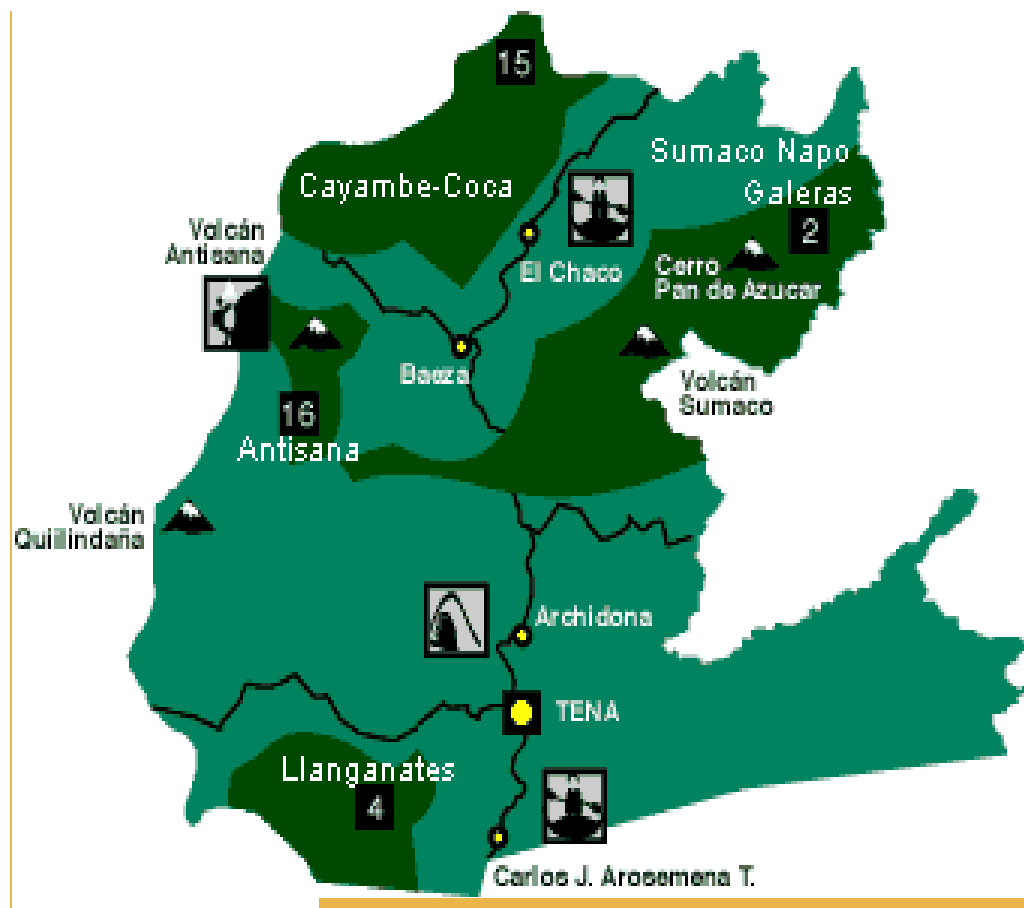 15
Sumaco Napo
Galeras
2
Cayambe-Coca
Volcán
Antisana
El Chaco
Cerro
Pan de Azucar
Baeza
Volcán
Sumaco
16
Antisana
Volcán
Quilindaña
Archidona
TENA
Llanganates
4
Carlos J. Arosemena T.